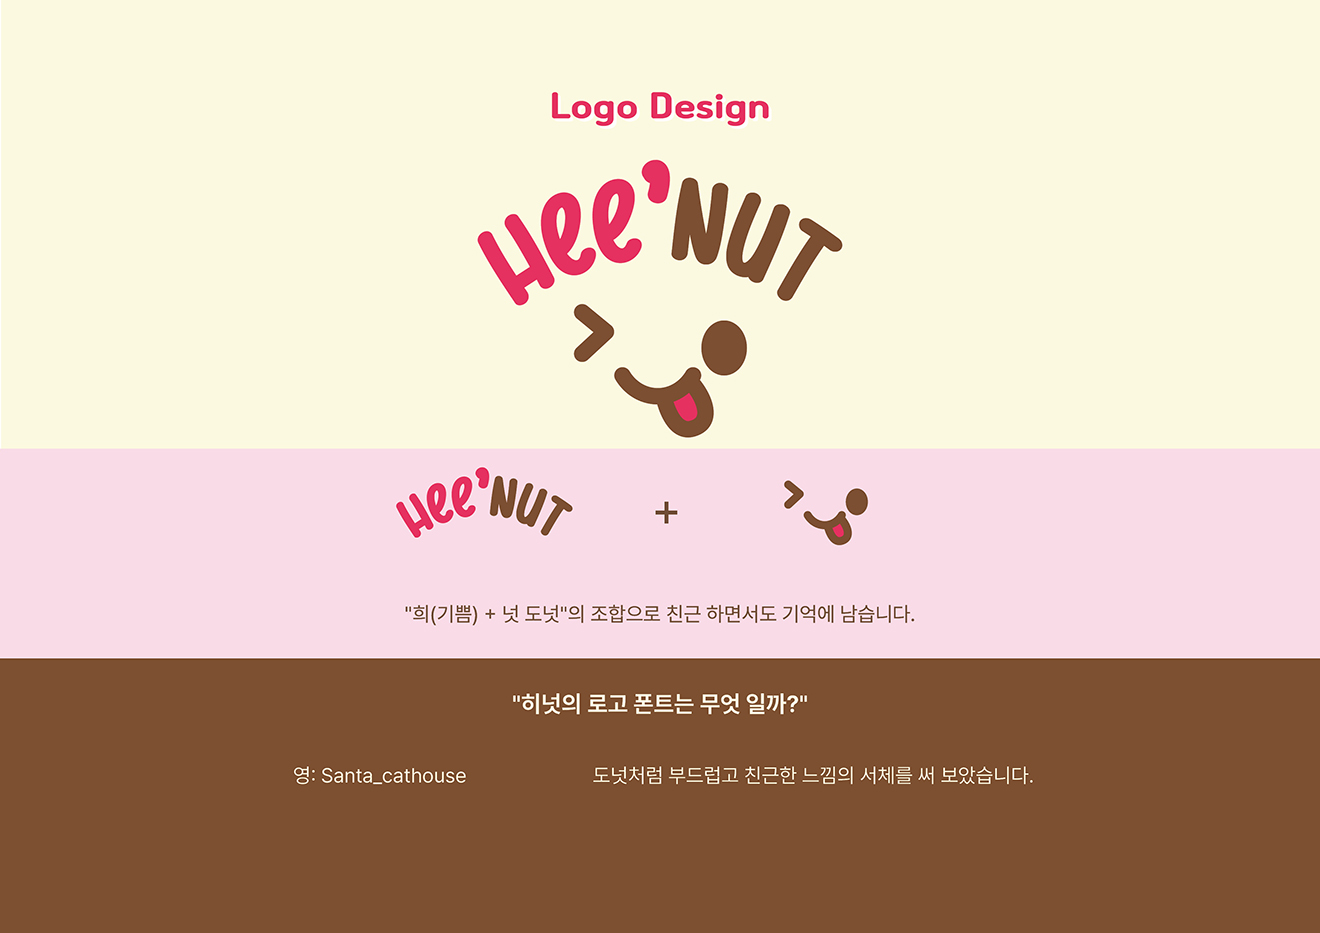 Logo Design
Hee'NUT
Hee'NUT +
"희(기쁨) + 넛 도넛"의 조합으로 친근 하면서도 기억에 남습니다.
"히넛의 로고 폰트는 무엇 일까?"
영: Santa_cathouse
도넛처럼 부드럽고 친근한 느낌의 서체를 써 보았습니다.